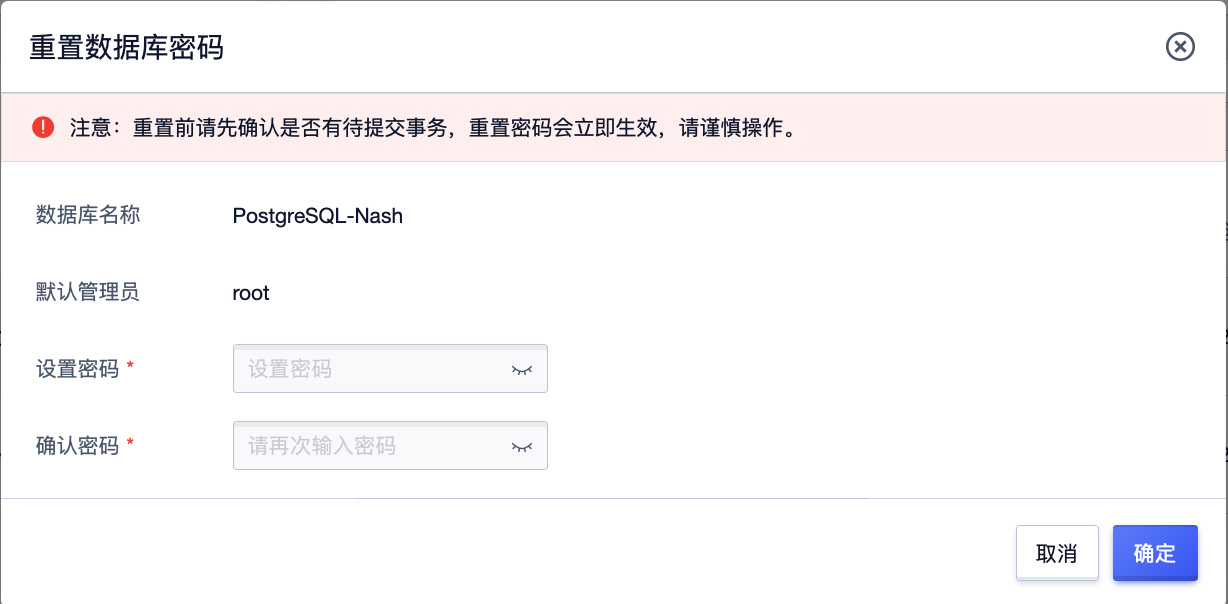 重置数据库密码
注意：重置前请先确认是否有待提交事务，重置密码会立即生效，请谨慎操作。
数据库名称 PostgreSQL-Nash
默认管理员 root
设置密码 * 设置密码
确认密码 * 请再次输入密码
取消 确定